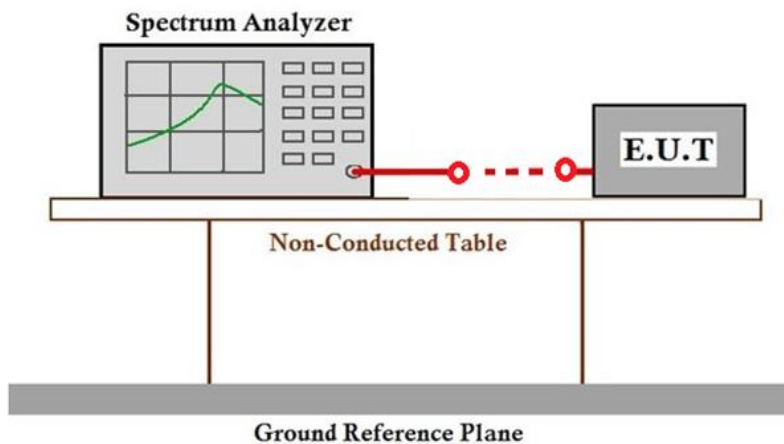 Spectrum Analyzer
E.U.T
Non-Conducted Table
Ground Reference Plane